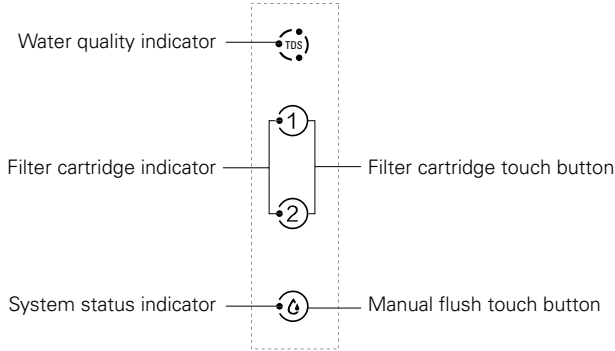 Water quality indicator
TDS
1
Filter cartridge indicator
Filter cartridge touch button
2
System status indicator
Manual flush touch button